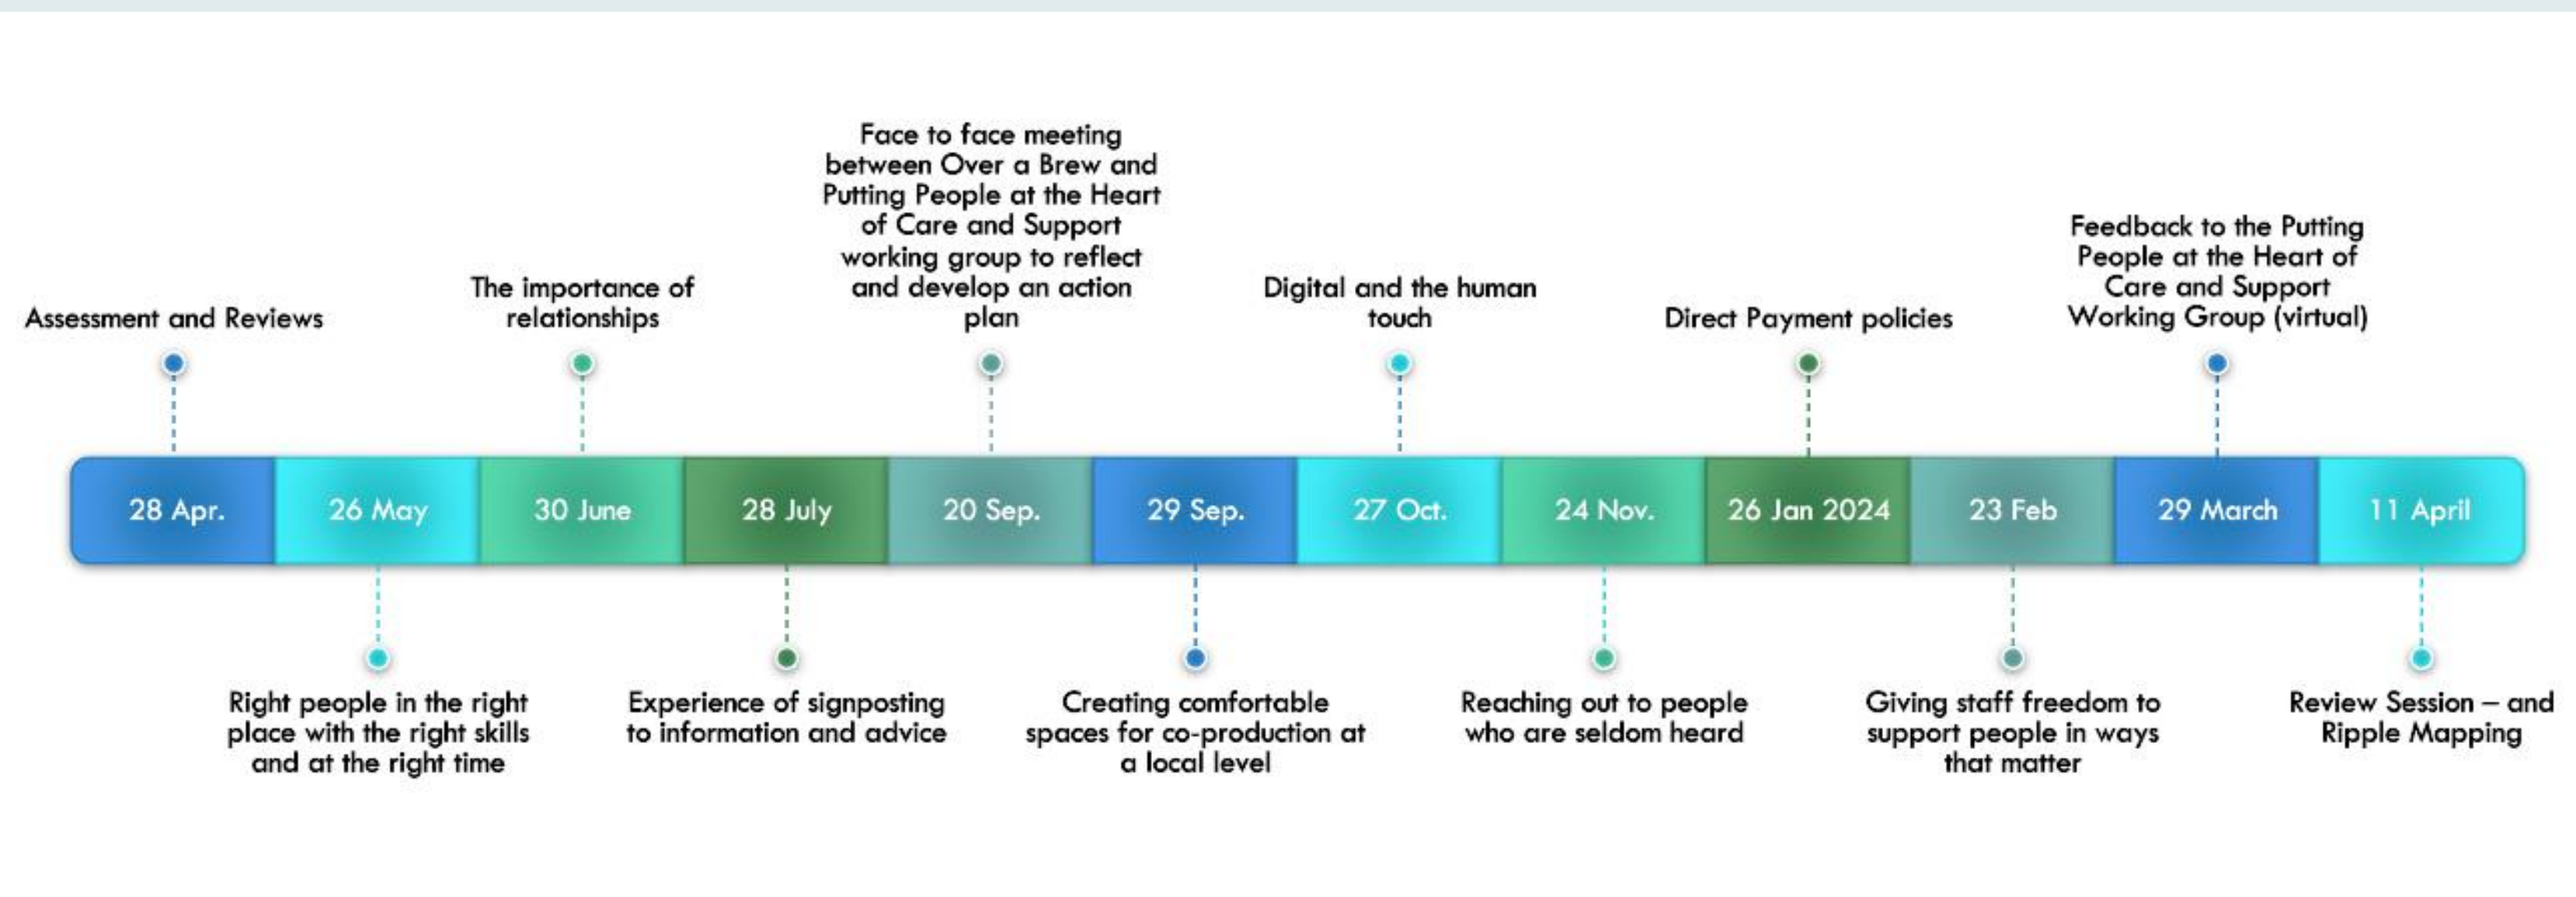 Face to face meeting
between Over a Brew and
Putting People at the Heart
of Care and Support
working group to reflect
and develop an action
plan
Feedback to the Putting
People at the Heart of
Care and Support
Working Group (virtual)
Assessment and Reviews
The importance of
relationships
Digital and the human
touch
Direct Payment policies
28 Apr.
26 May
30 June
28 July
20 Sep.
29 Sep.
27 Oct.
24 Nov.
26 Jan 2024
23 Feb
29 March
11 April
Right people in the right
place with the right skills
and at the right time
Experience of signposting
to information and advice
Creating comfortable
spaces for co-production at
a local level
Reaching out to people
who are seldom heard
Giving staff freedom to
support people in ways
that matter
Review Session – and
Ripple Mapping